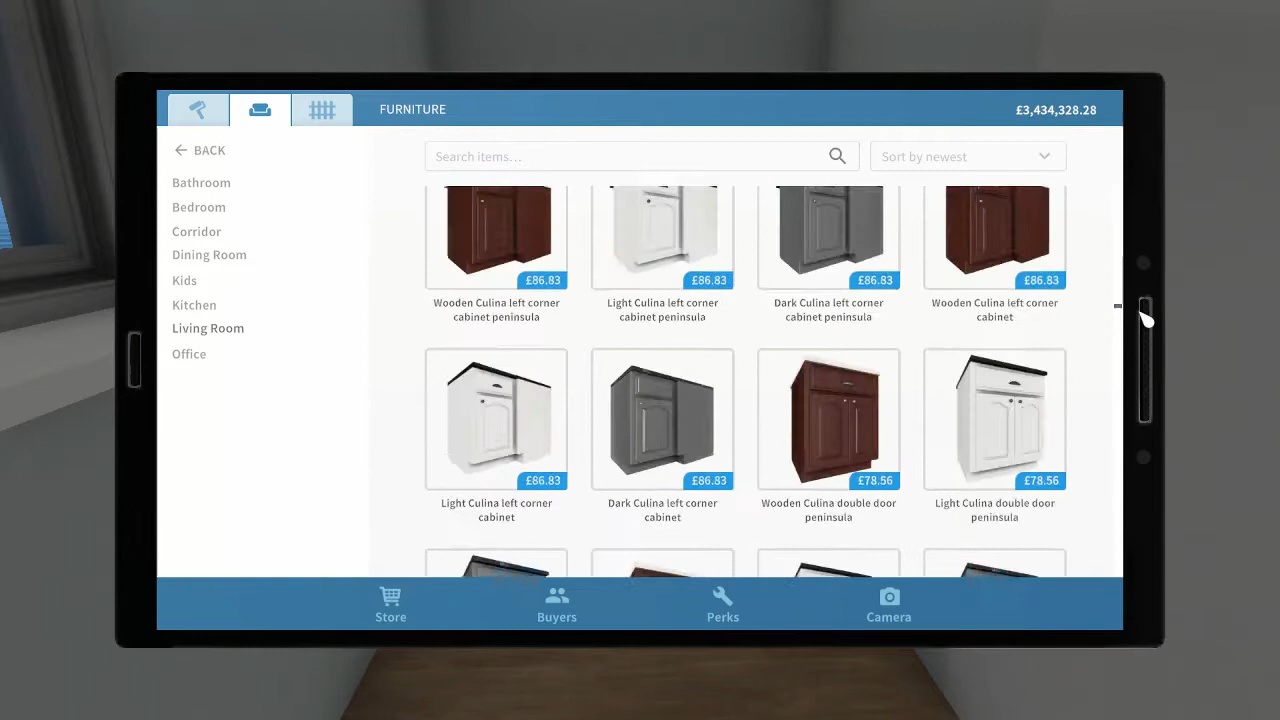 FURNITURE
£3,434,328.28
BACK
Search items...
Sort by newest
Bathroom
Bedroom
Corridor
Dining Room
Kids
Kitchen
Living Room
Office
£86.83
£86.83
£86.83
£86.83
Wooden Culina left corner
cabinet peninsula
Light Culina left corner
cabinet peninsula
Dark Culina left corner
cabinet peninsula
Wooden Culina left corner
cabinet
£86.83
£86.83
£78.56
£78.56
Light Culina left corner
cabinet
Dark Culina left corner
cabinet
Wooden Culina double door
peninsula
Light Culina double door
peninsula
Store
Buyers
Perks
Camera